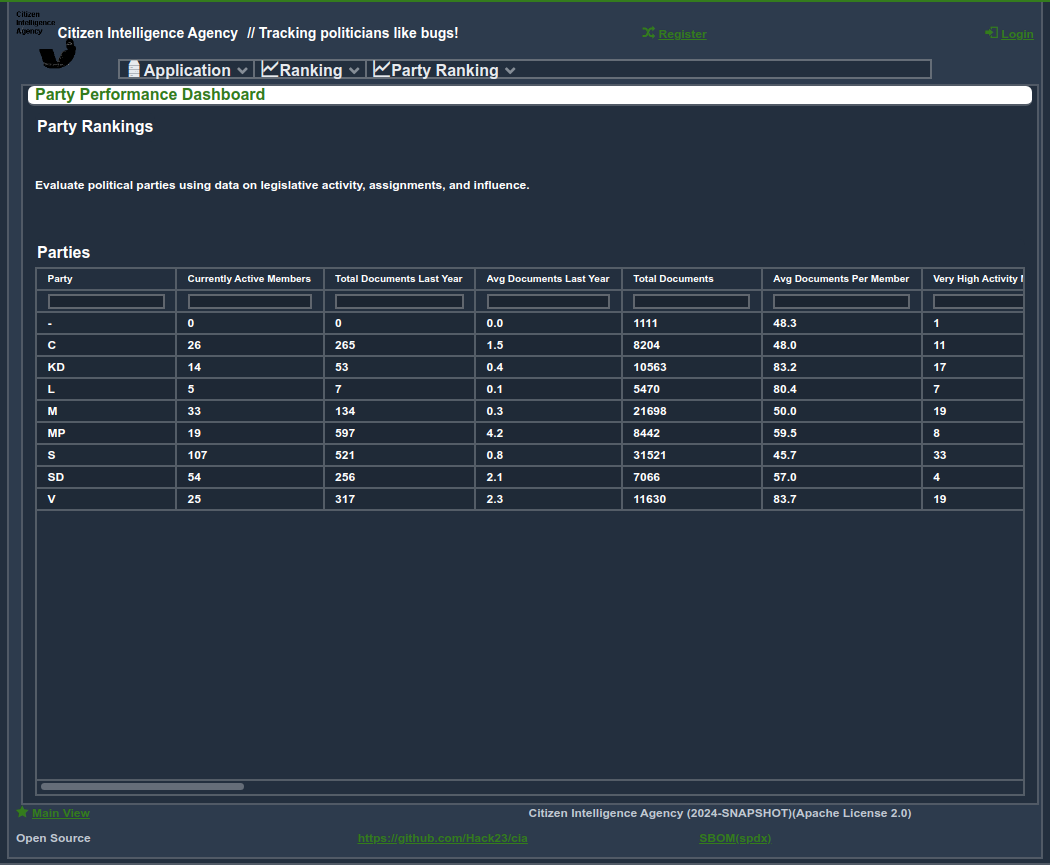 Citizen
Intelligence
Agency
Citizen Intelligence Agency // Tracking politicians like bugs!
Register
Login
Application
Ranking
Party Ranking
Party Performance Dashboard
Party Rankings
Evaluate political parties using data on legislative activity, assignments, and influence.
Parties
Party Currently Active Members Total Documents Last Year Avg Documents Last Year Total Documents Avg Documents Per Member Very High Activity
- 0 0 0.0 1111 48.3 1
C 26 265 1.5 8204 48.0 11
KD 14 53 0.4 10563 83.2 17
L 5 7 0.1 5470 80.4 7
M 33 134 0.3 21698 50.0 19
MP 19 597 4.2 8442 59.5 8
S 107 521 0.8 31521 45.7 33
SD 54 256 2.1 7066 57.0 4
V 25 317 2.3 11630 83.7 19
Main View
Citizen Intelligence Agency (2024-SNAPSHOT)(Apache License 2.0)
Open Source
https://github.com/Hack23/cia
SBOM(spdx)